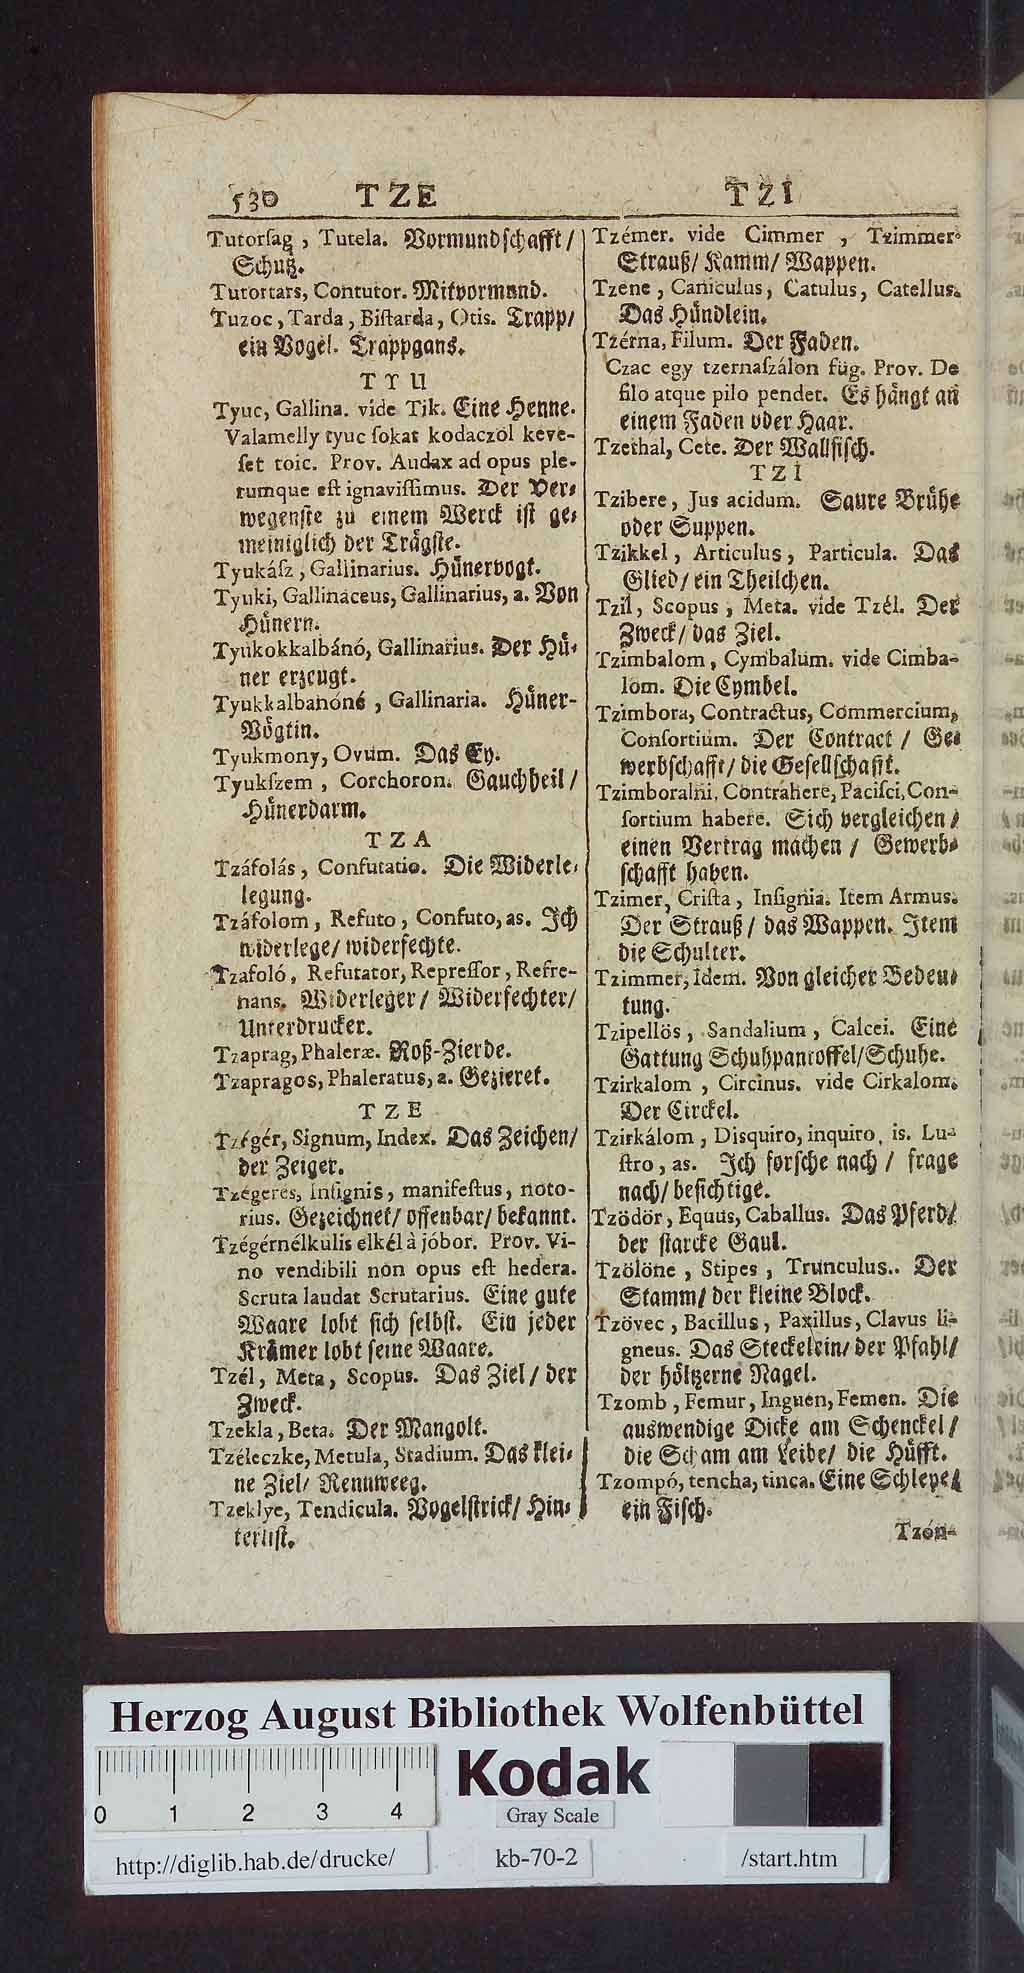 530 TZE TZI
Tutorſag, Tutela. Vormundſchafft/
Schutz.
Tutortars, Contutor. Mitvormund.
Tuzoc, Tarda, Biſtarda, Otis. Trapp/
ein Vogel. Trappgans.
TYU
Tyuc, Gallina. vide Tik. Eine Henne.
Valamelly tyuc ſokat kodaczol keve-
ſet toic. Prov. Audax ad opus ple-
rumque eſt ignaviſſimus. Der Ver-
wegenſte zu einem Werck iſt ge-
meiniglich der Trägſte.
Tyukáſz, Gallinarius. Hünervogt.
Tyuki, Gallinaceus, Gallinarius, a. Von
Hünern.
Tyukokkalbánó, Gallinarius. Der Hü-
ner erzeugt.
Tyukkalbanóné, Gallinaria. Hüner-
Vögtin.
Tyukmony, Ovum. Das Ey.
Tyukſzem, Corchoron. Gauchheil/
Hünerdarm.
TZA
Tzáfolás, Confutatio. Die Widerle-
legung.
Tzáfolom, Refuto, Confuto, as. Ich
widerlege/ widerfechte.
Tzafoló, Refutator, Repreſſor, Refre-
nans. Widerleger/ Widerfechter/
Unterdrucker.
Tzaprag, Phaleræ. Roß-Zierde.
Tzapragos, Phaleratus, a. Gezieret.
TZE
Tzégér, Signum, Index. Das Zeichen/
der Zeiger.
Tzégeres, Inſignis, manifeſtus, noto-
rius. Gezeichnet/ offenbar/ bekannt.
Tzégérnélkulis elkél à jóbor. Prov. Vi-
no vendibili non opus eſt hedera.
Scruta laudat Scrutarius. Eine gute
Waare lobt ſich ſelbſt. Ein jeder
Krämer lobt ſeine Waare.
Tzél, Meta, Scopus. Das Ziel/ der
Zweck.
Tzekla, Beta. Der Mangolt.
Tzéleczke, Metula, Stadium. Das klei-
ne Ziel/ Rennweeg.
Tzeklye, Tendicula. Vogelſtrick/ Hin-
terliſt.
Tzémer. vide Cimmer, Tzimmer.
Strauß/ Kamm/ Wappen.
Tzene, Caniculus, Catulus, Catellus.
Das Hündlein.
Tzérna, Filum. Der Faden.
Czac egy tzernaſzálon füg. Prov. De
filo atque pilo pendet. Es hängt an
einem Faden oder Haar.
Tzethal, Cete. Der Wallfiſch.
TZI
Tzibere, Jus acidum. Saure Brühe
oder Suppen.
Tzikkel, Articulus, Particula. Das
Glied/ ein Theilchen.
Tzil, Scopus, Meta. vide Tzél. Der
Zweck/ das Ziel.
Tzimbalom, Cymbalum. vide Cimba-
lom. Die Cymbel.
Tzimbora, Contractus, Commercium,
Conſortium. Der Contract / Ge-
werbſchafft/ die Geſellſchafft.
Tzimboralni, Contrahere, Paciſci, Con-
ſortium habere. Sich vergleichen/
einen Vertrag machen / Gewerb-
ſchafft haben.
Tzimer, Criſta, Inſignia. Item Armus.
Der Strauß/ das Wappen. Item
die Schulter.
Tzimmer, Idem. Von gleicher Bedeu-
tung.
Tzipellös, Sandalium, Calcei. Eine
Gattung Schuhpantoffel/ Schuhe.
Tzirkalom, Circinus. vide Cirkalom.
Der Circkel.
Tzirkálom, Disquiro, inquiro, is. Lu-
ſtro, as. Ich forſche nach/ frage
nach/ beſichtige.
Tzödör, Equus, Caballus. Das Pferd/
der ſtarcke Gaul.
Tzölöne, Stipes, Trunculus.. Der
Stamm/ der kleine Block.
Tzövec, Bacillus, Paxillus, Clavus li-
gneus. Das Steckelein/ der Pfahl/
der höltzerne Nagel.
Tzomb, Femur, Inguen, Femen. Die
auswendige Dicke am Schenckel/
die Scham am Leibe/ die Hüfft.
Tzompó, tencha, tinca. Eine Schleye/
ein Fiſch.
Tzón-
Herzog August Bibliothek Wolfenbüttel
Kodak
0 1 2 3 4
Gray Scale
http://diglib.hab.de/drucke/ kb-70-2 /start.htm